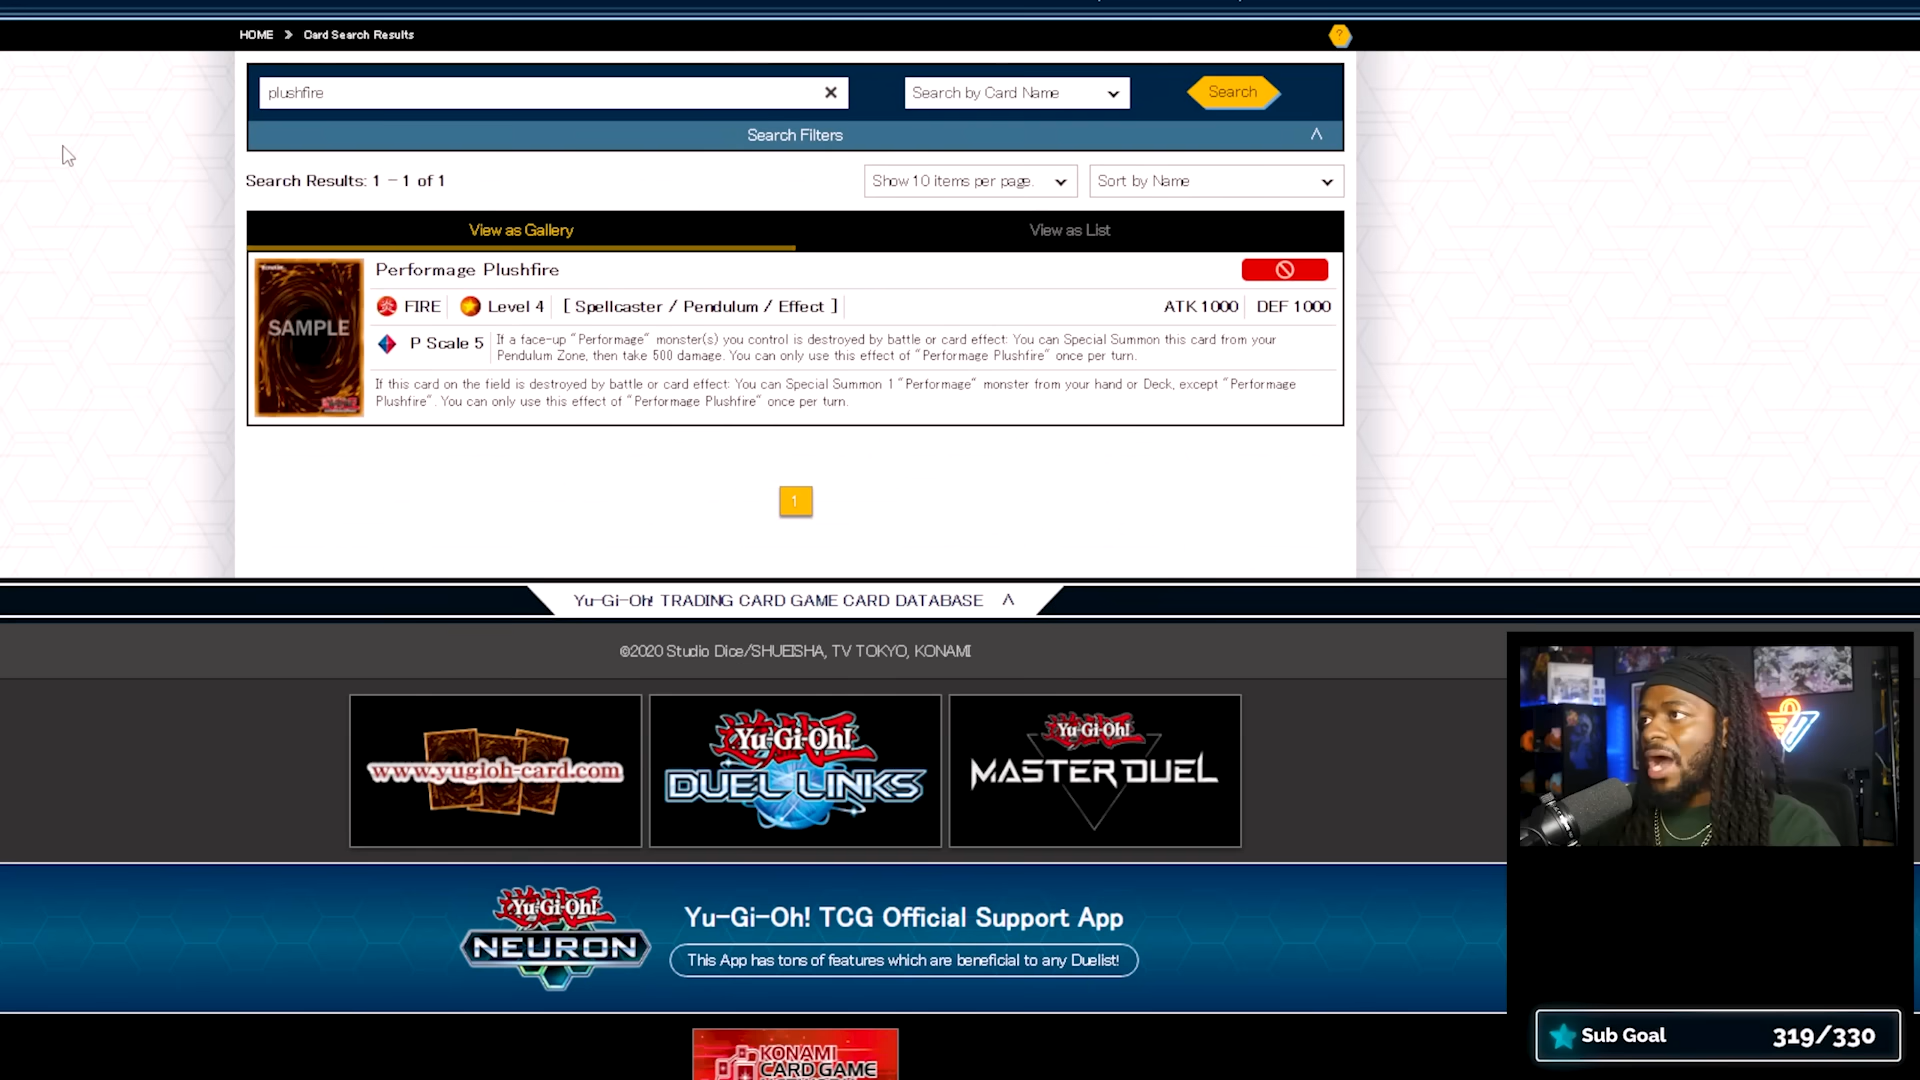 HOME » Card Search Results
?
plushfire ✕ Search by Card Name Search
Search Filters
Search Results: 1 – 1 of 1 Show 10 items per page. Sort by Name
View as Gallery View as List
SAMPLE
Performage Plushfire
炎 FIRE Level 4 [ Spellcaster / Pendulum / Effect ] ATK 1000 DEF 1000
P Scale 5
If a face-up "Performage" monster(s) you control is destroyed by battle or card effect: You can Special Summon this card from your
Pendulum Zone, then take 500 damage. You can only use this effect of "Performage Plushfire" once per turn.
If this card on the field is destroyed by battle or card effect: You can Special Summon 1 "Performage" monster from your hand or Deck, except "Performage
Plushfire". You can only use this effect of "Performage Plushfire" once per turn.
1
Yu-Gi-Oh! TRADING CARD GAME CARD DATABASE
©2020 Studio Dice/SHUEISHA, TV TOKYO, KONAMI
www.yugioh-card.com
Yu-Gi-Oh!
DUEL LINKS
Yu-Gi-Oh!
MASTER DUEL
Yu-Gi-Oh!
NEURON
Yu-Gi-Oh! TCG Official Support App
This App has tons of features which are beneficial to any Duelist!
KONAMI
CARD GAME
Sub Goal 319/330